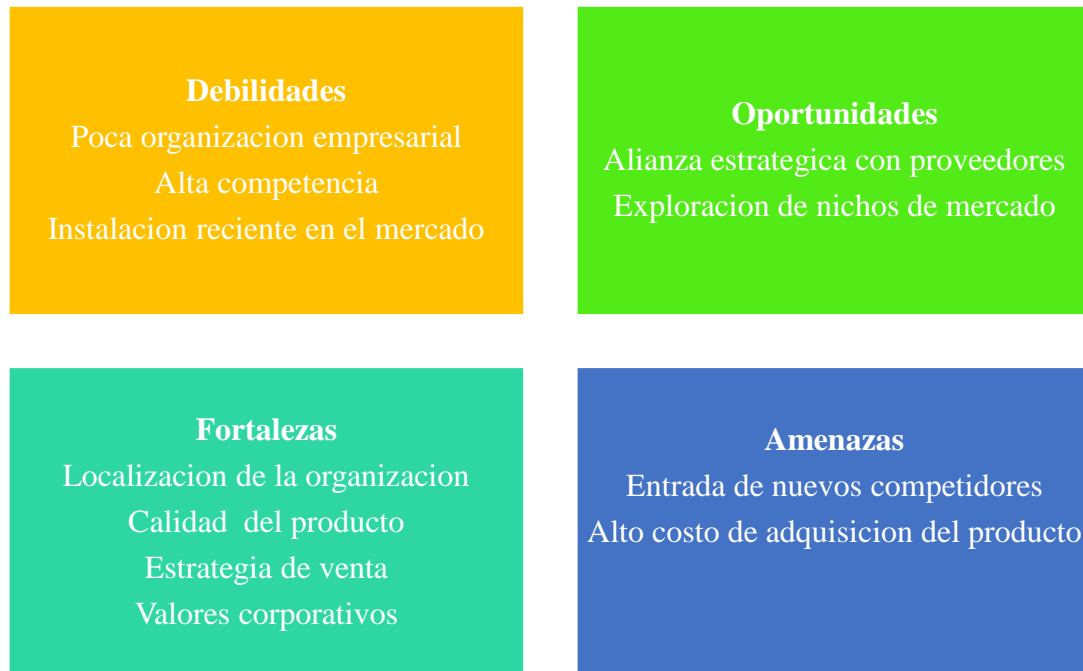 Debilidades
Poca organizacion empresarial
Alta competencia
Instalacion reciente en el mercado
Oportunidades
Alianza estrategica con proveedores
Exploracion de nichos de mercado
Fortalezas
Localizacion de la organizacion
Calidad  del producto
Estrategia de venta
Valores corporativos
Amenazas
Entrada de nuevos competidores
Alto costo de adquisicion del producto